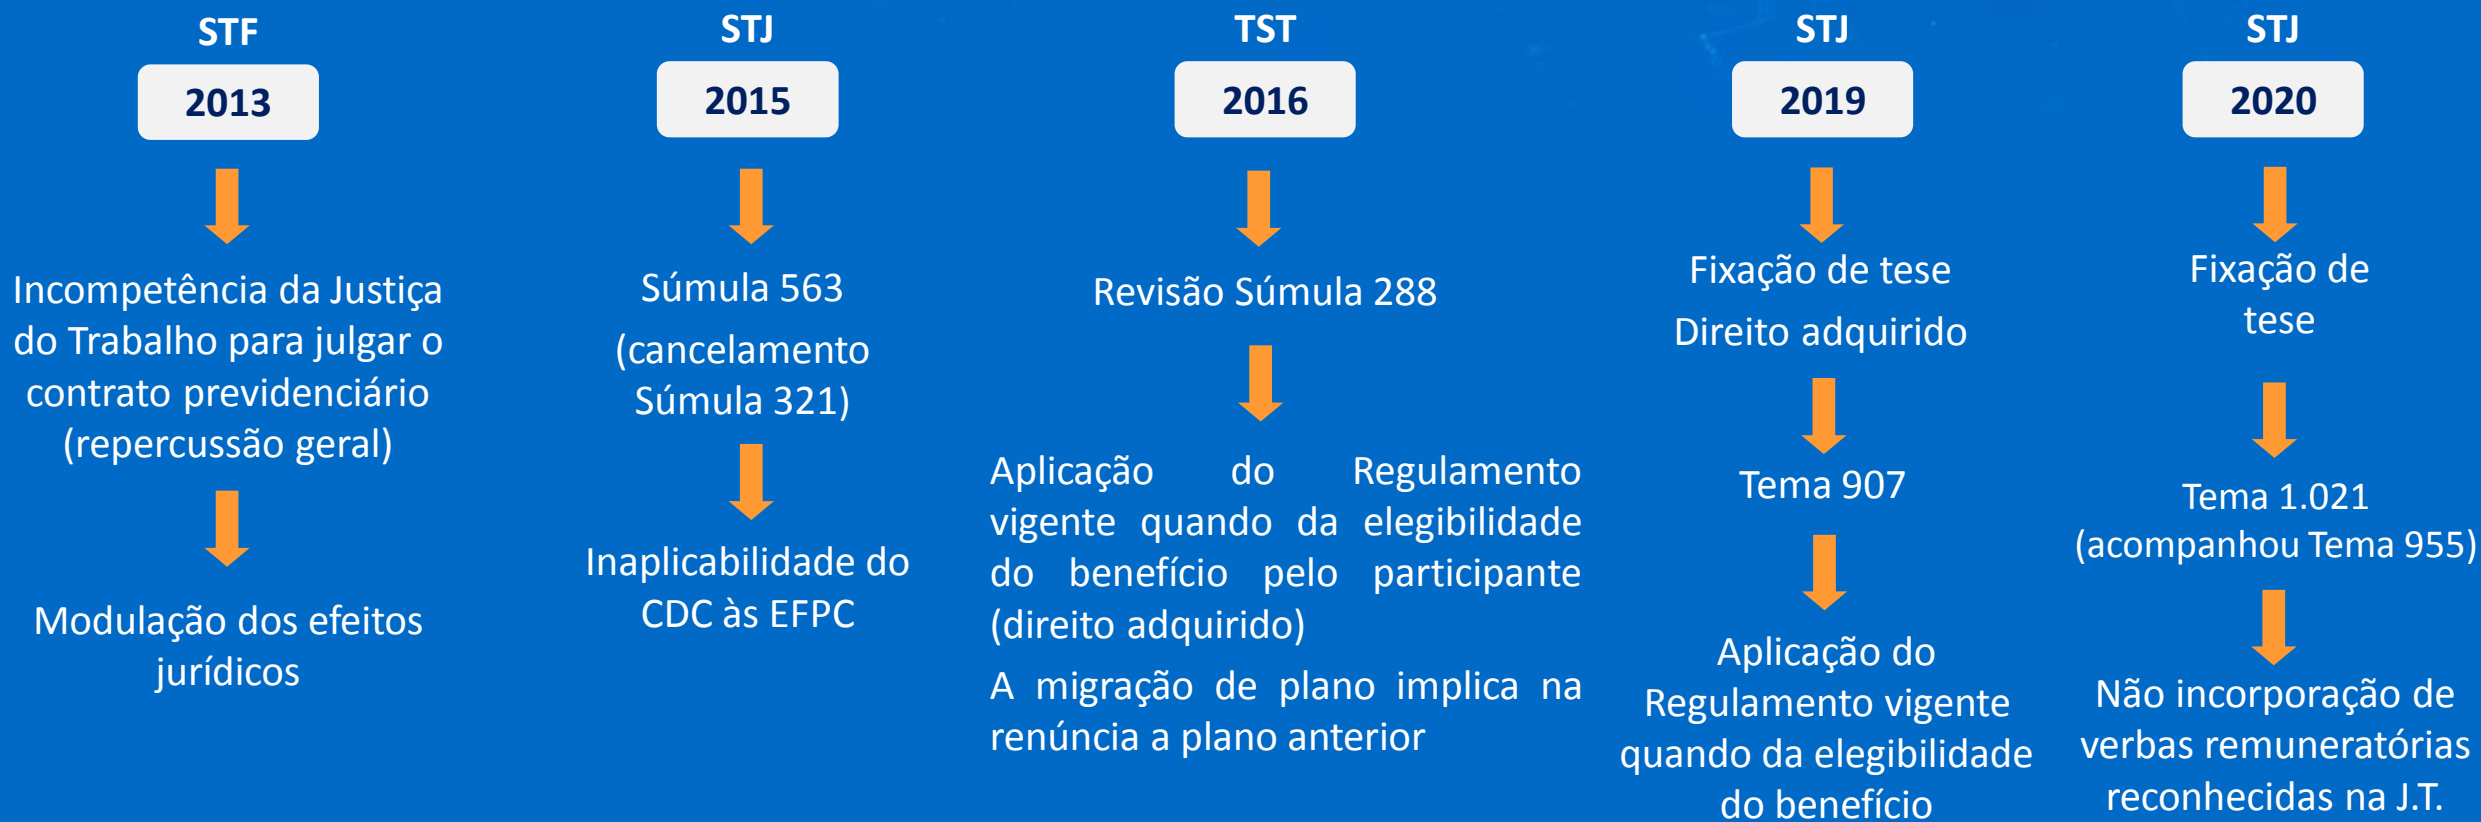 STF
2013
Incompetência da Justiça
do Trabalho para julgar o
contrato previdenciário
(repercussão geral)
Modulação dos efeitos
jurídicos
STJ
2015
Súmula 563
(cancelamento
Súmula 321)
Inaplicabilidade do
CDC às EFPC
TST
2016
Revisão Súmula 288
Aplicação do Regulamento
vigente quando da elegibilidade
do benefício pelo participante
(direito adquirido)
A migração de plano implica na
renúncia a plano anterior
STJ
2019
Fixação de tese
Direito adquirido
Tema 907
Aplicação do
Regulamento vigente
quando da elegibilidade
do benefício
STJ
2020
Fixação de
tese
Tema 1.021
(acompanhou Tema 955)
Não incorporação de
verbas remuneratórias
reconhecidas na J.T.